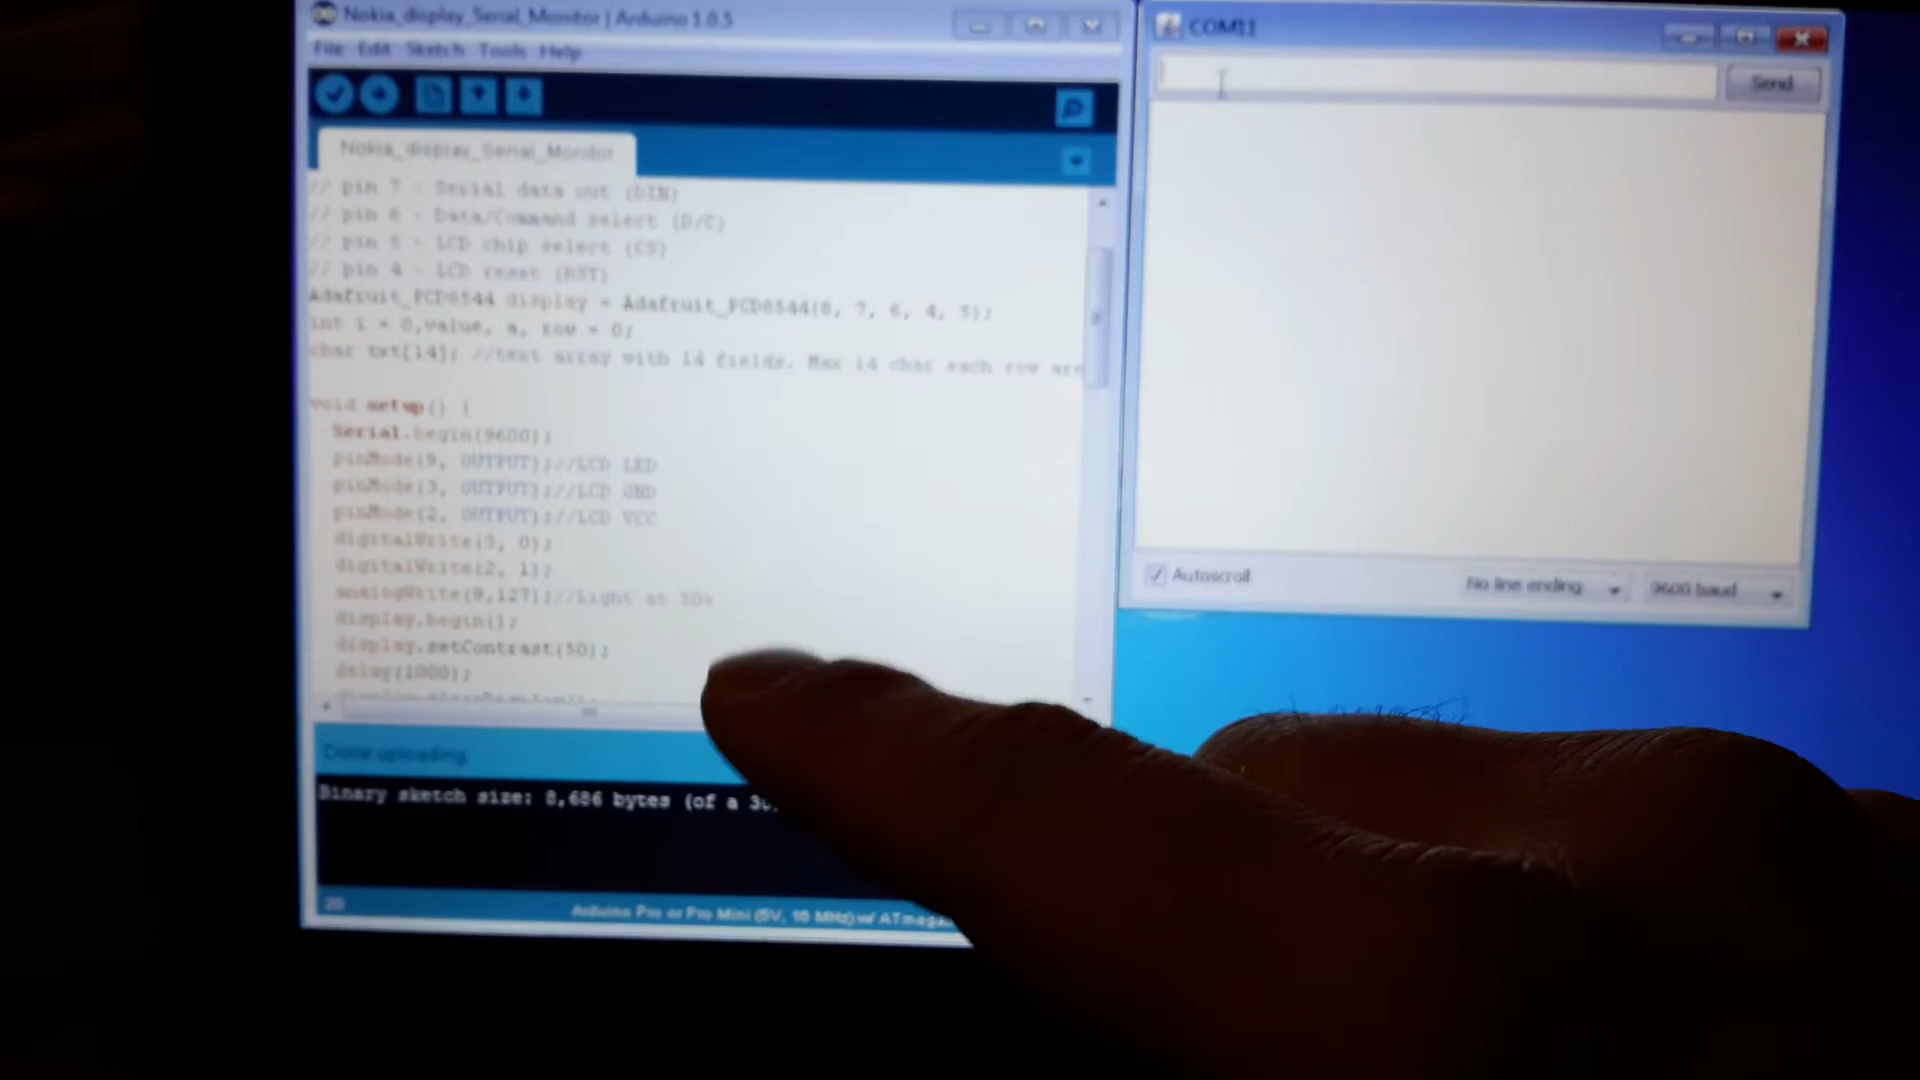 Nokia_display_Serial_Monitor | Arduino 1.0.5
File Edit Sketch Tools Help
Nokia_display_Serial_Monitor
// pin 7 - Serial data out (DIN)
// pin 6 - Data/Command select (D/C)
// pin 5 - LCD chip select (CS)
// pin 4 - LCD reset (RST)
Adafruit_PCD8544 display = Adafruit_PCD8544(8, 7, 6, 4, 5);
int i = 0,value, a, row = 0;
char txt[14]; //text array with 14 fields. Max 14 char each row are
void setup() {
Serial.begin(9600);
pinMode(9, OUTPUT);//LCD LED
pinMode(3, OUTPUT);//LCD GND
pinMode(2, OUTPUT);//LCD VCC
digitalWrite(3, 0);
digitalWrite(2, 1);
analogWrite(9,127);//Light at 50%
display.begin();
display.setContrast(50);
delay(1000);
display.clearDisplay();
Done uploading
Binary sketch size: 8,686 bytes (of a 30,
20
Arduino Pro or Pro Mini (5V, 16 MHz) w/ ATmega
COM11
Send
Autoscroll
No line ending
9600 baud